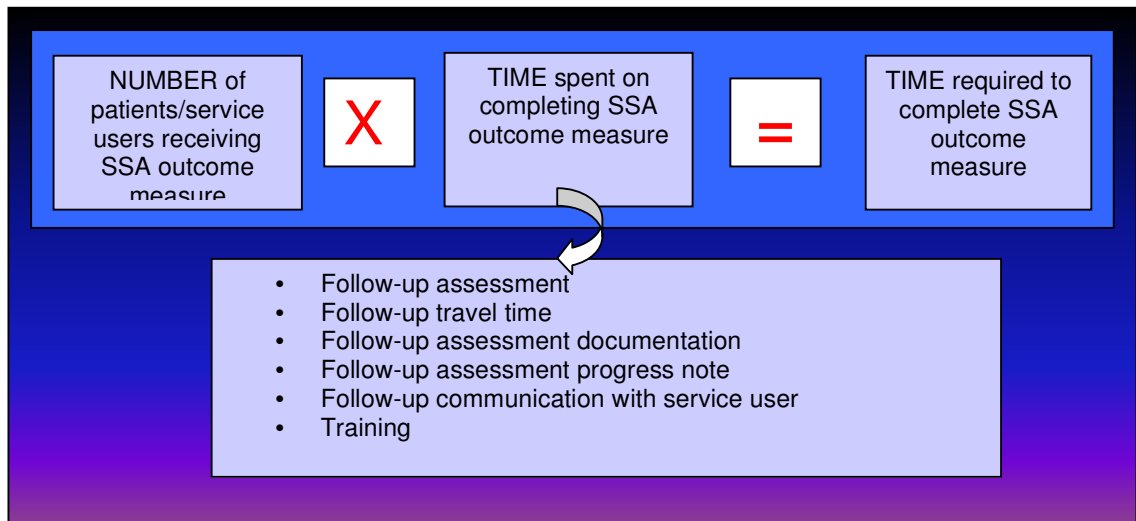 NUMBER of
patients/service
users receiving
SSA outcome
measure
X
TIME spent on
completing SSA
outcome measure
=
TIME required to
complete SSA
outcome
measure
• Follow-up assessment
• Follow-up travel time
• Follow-up assessment documentation
• Follow-up assessment progress note
• Follow-up communication with service user
• Training